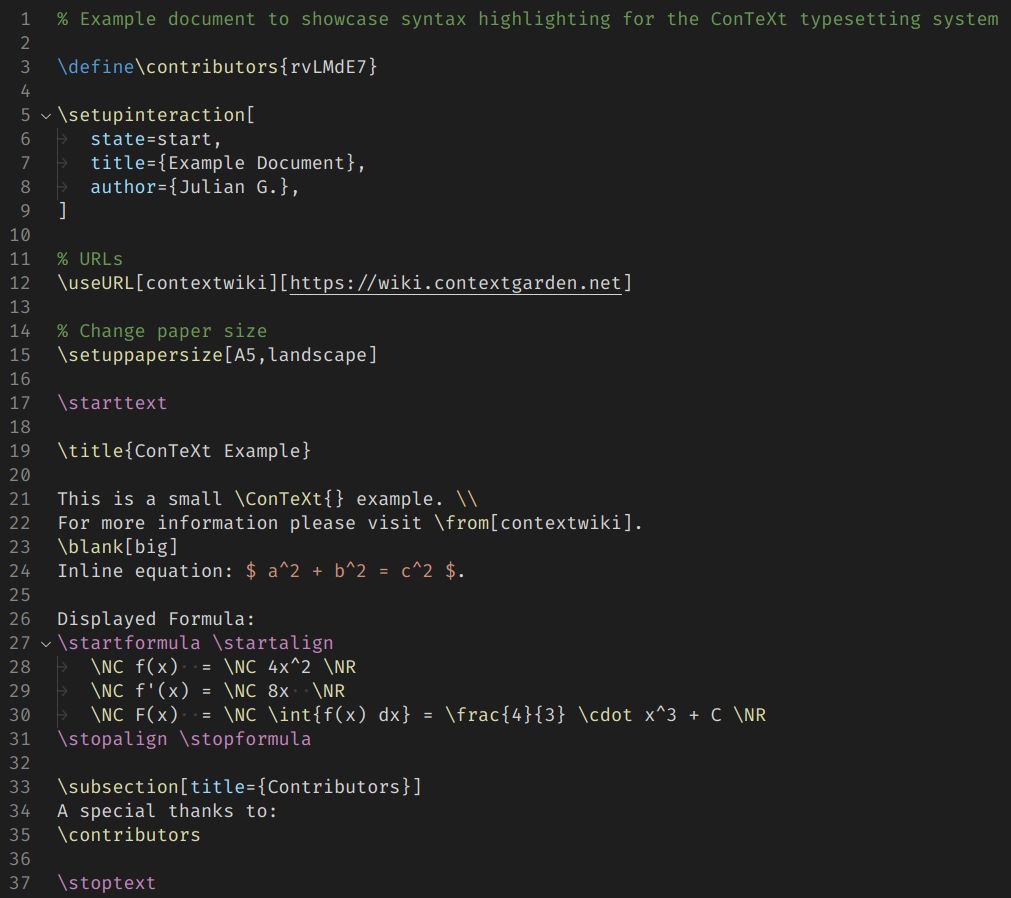 1 % Example document to showcase syntax highlighting for the ConTeXt typesetting system
2
3 \define\contributors{rvLMdE7}
4
5 \setupinteraction[
6 state=start,
7 title={Example Document},
8 author={Julian G.},
9 ]
10
11 % URLs
12 \useURL[contextwiki][https://wiki.contextgarden.net]
13
14 % Change paper size
15 \setuppapersize[A5,landscape]
16
17 \starttext
18
19 \title{ConTeXt Example}
20
21 This is a small \ConTeXt{} example. \\
22 For more information please visit \from[contextwiki].
23 \blank[big]
24 Inline equation: $ a^2 + b^2 = c^2 $.
25
26 Displayed Formula:
27 \startformula \startalign
28 \NC f(x)  = \NC 4x^2 \NR
29 \NC f'(x) = \NC 8x  \NR
30 \NC F(x)  = \NC \int{f(x) dx} = \frac{4}{3} \cdot x^3 + C \NR
31 \stopalign \stopformula
32
33 \subsection[title={Contributors}]
34 A special thanks to:
35 \contributors
36
37 \stoptext